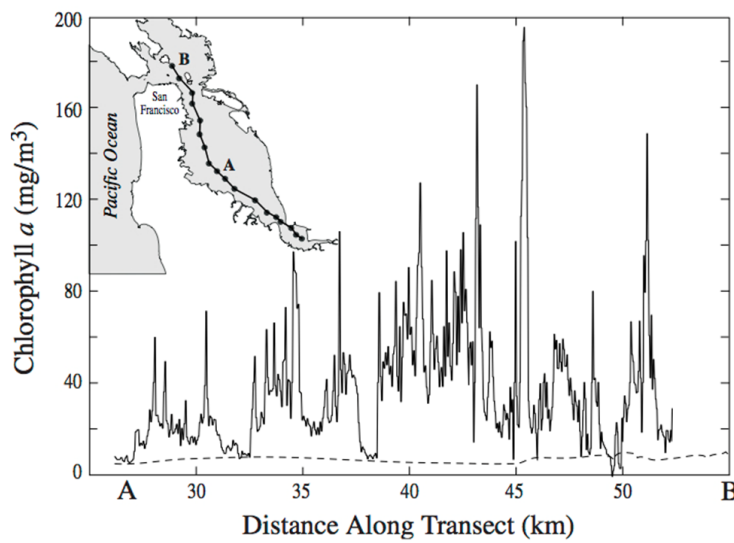 Chlorophyll a (mg/m³)
200
160
120
80
40
0
B
San
Francisco
A
Pacific Ocean
A
30
35
40
45
50
B
Distance Along Transect (km)